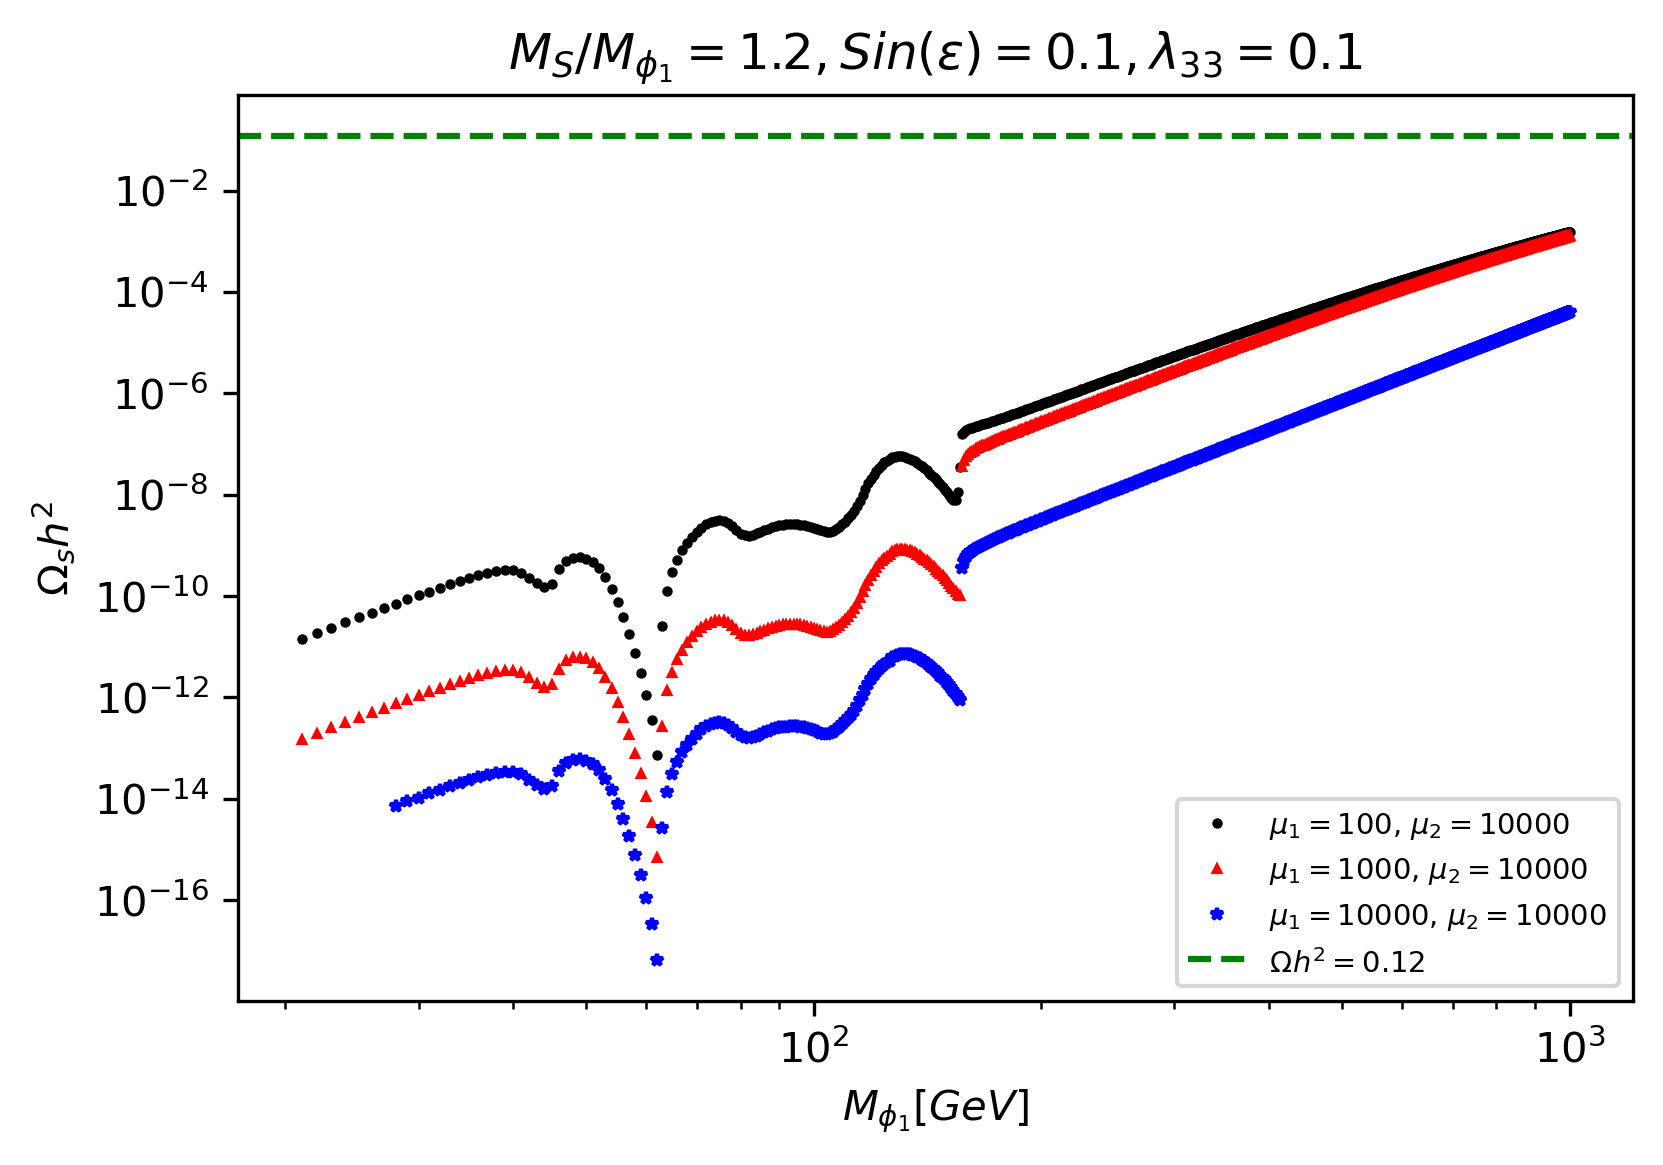 M_S/M_{ϕ_1} = 1.2, Sin(ε) = 0.1, λ_{33} = 0.1
Ω_s h^2
10^{-2}
10^{-4}
10^{-6}
10^{-8}
10^{-10}
10^{-12}
10^{-14}
10^{-16}
μ_1 = 100, μ_2 = 10000
μ_1 = 1000, μ_2 = 10000
μ_1 = 10000, μ_2 = 10000
Ωh^2 = 0.12
10^2
10^3
M_{ϕ_1}[GeV]